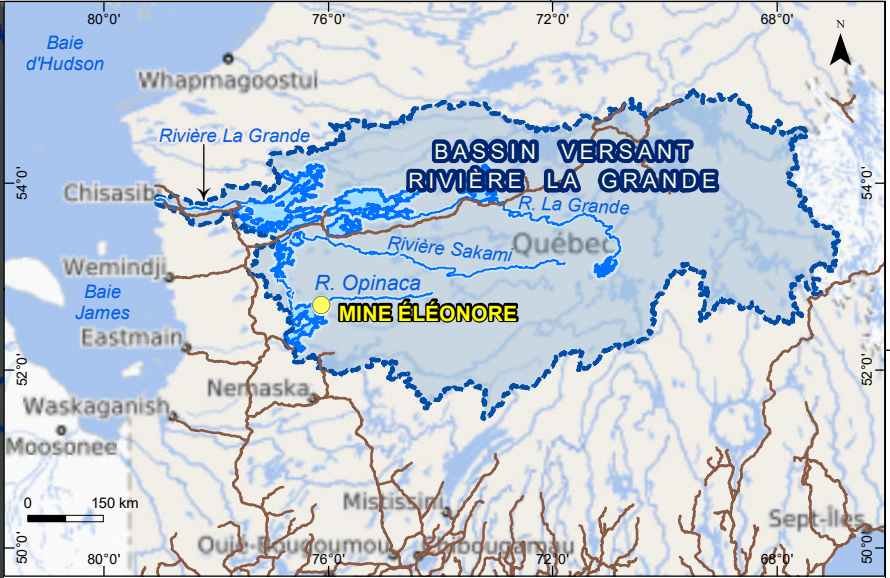 80°0'
76°0'
72°0'
68°0'
Baie
d'Hudson
N
Whapmagoostui
Rivière La Grande
BASSIN VERSANT
RIVIÈRE LA GRANDE
54°0'
54°0'
Chisasibi
R. La Grande
Rivière Sakami
Québec
Wemindji
R. Opinaca
Baie
James
MINE ÉLÉONORE
Eastmain
52°0'
52°0'
Nemaska
Waskaganish
Moosonee
0 150 km
Mistissini
Sept-Îles
Oujé-Bougoumou
Chibougamau
50°0'
50°0'
80°0'
76°0'
72°0'
68°0'